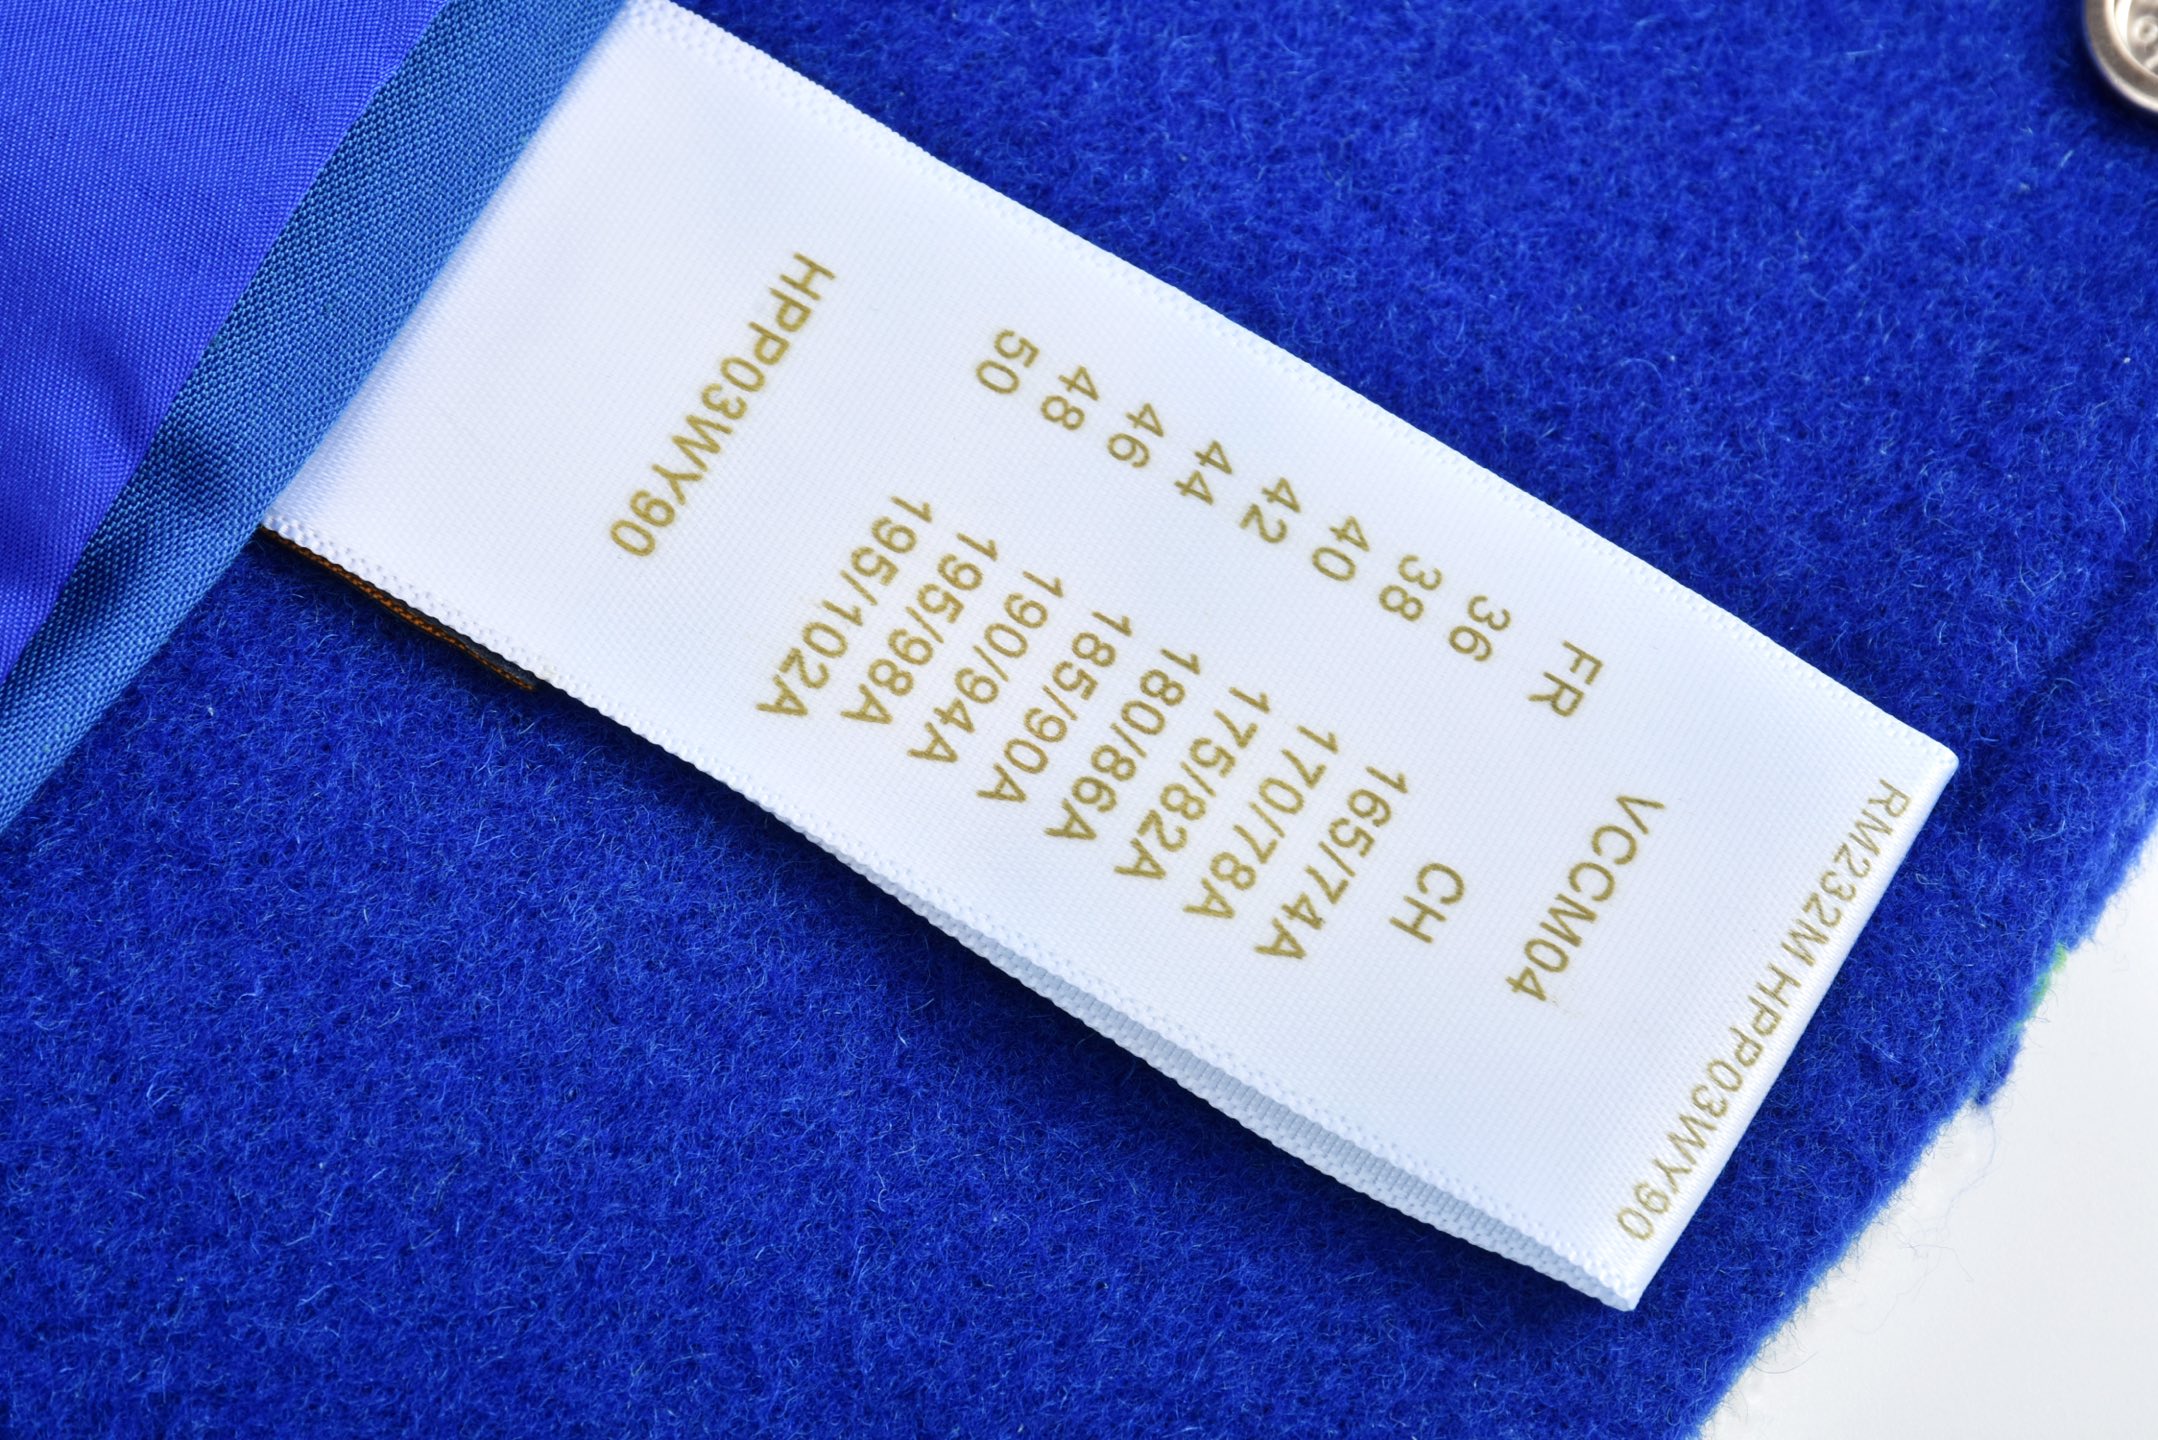 RM232M HPP03WY90
VCCM04
FR CH
36 165/74A
38 170/78A
40 175/82A
42 180/86A
44 185/90A
46 190/94A
48 195/98A
50 195/102A
HPP03WY90